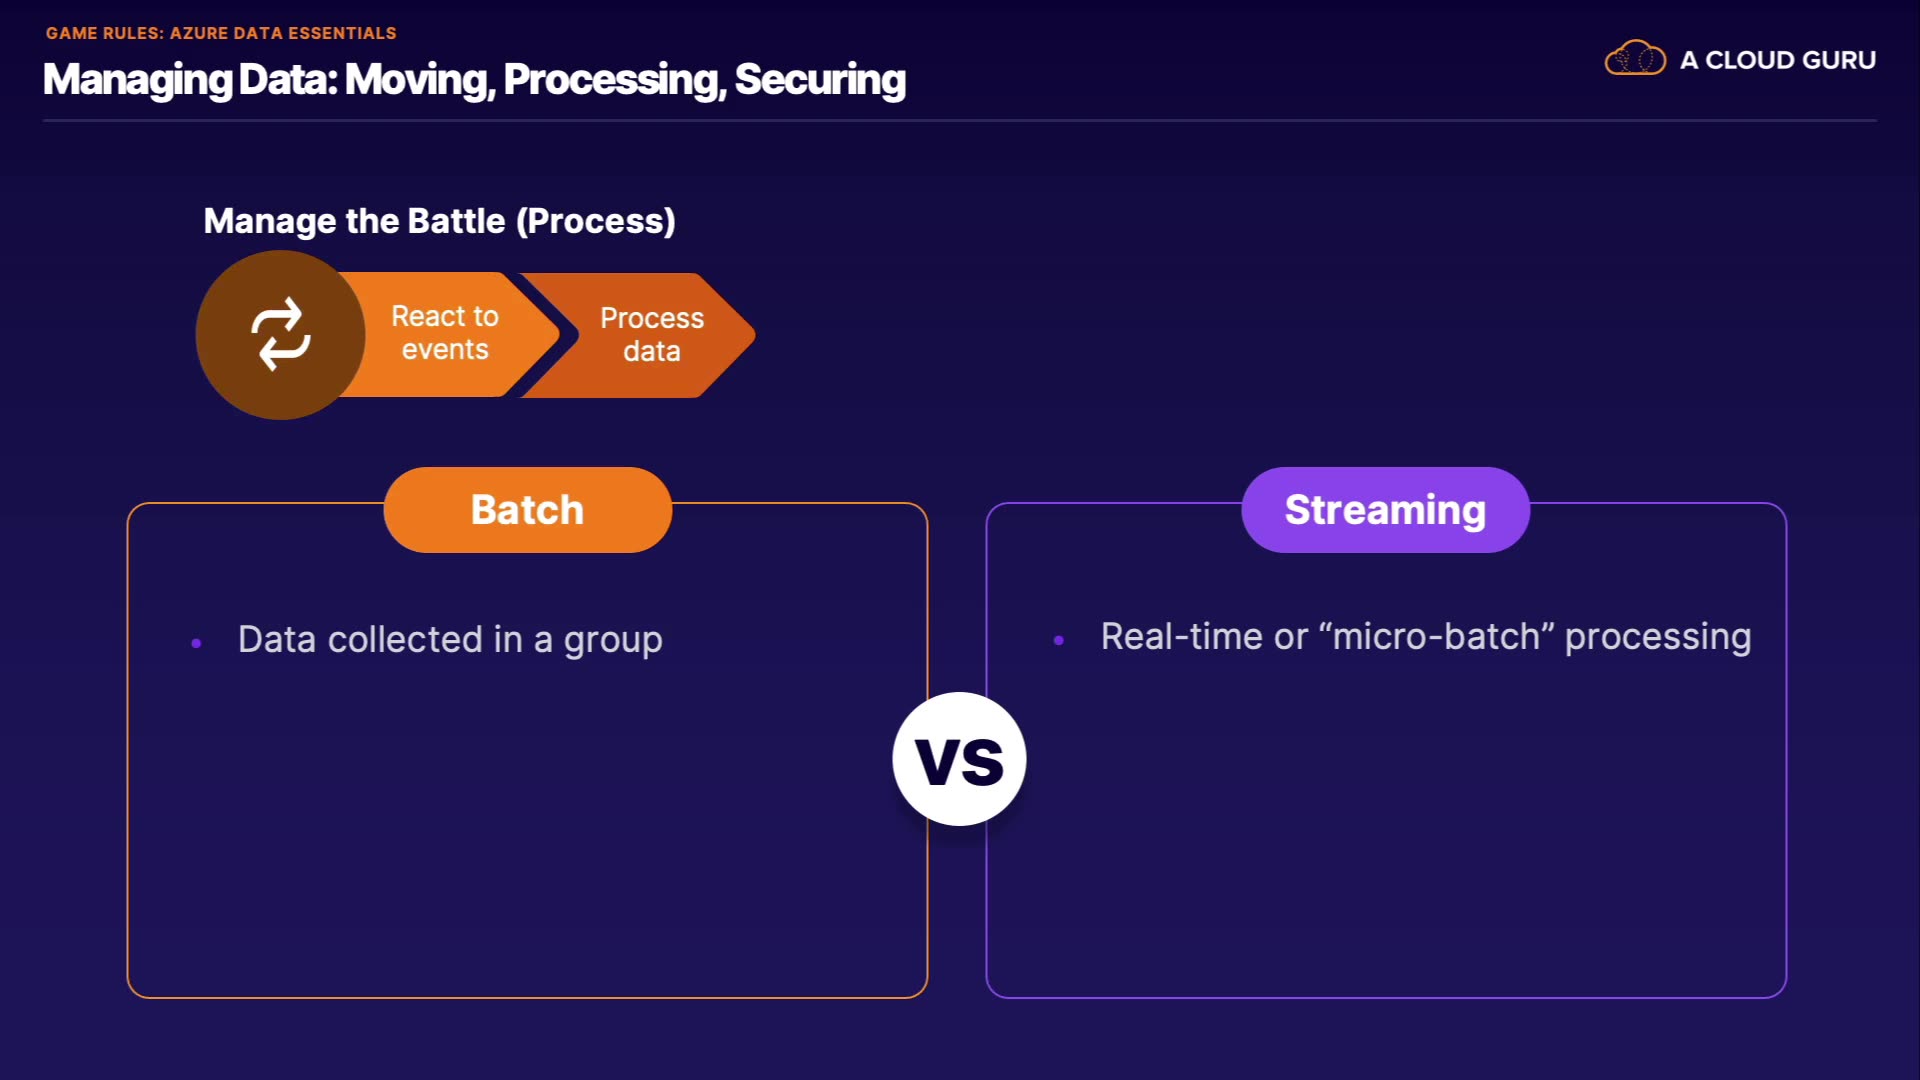 GAME RULES: AZURE DATA ESSENTIALS
Managing Data: Moving, Processing, Securing
A CLOUD GURU
Manage the Battle (Process)
React to
events
Process
data
Batch
Streaming
• Data collected in a group
• Real-time or “micro-batch” processing
VS